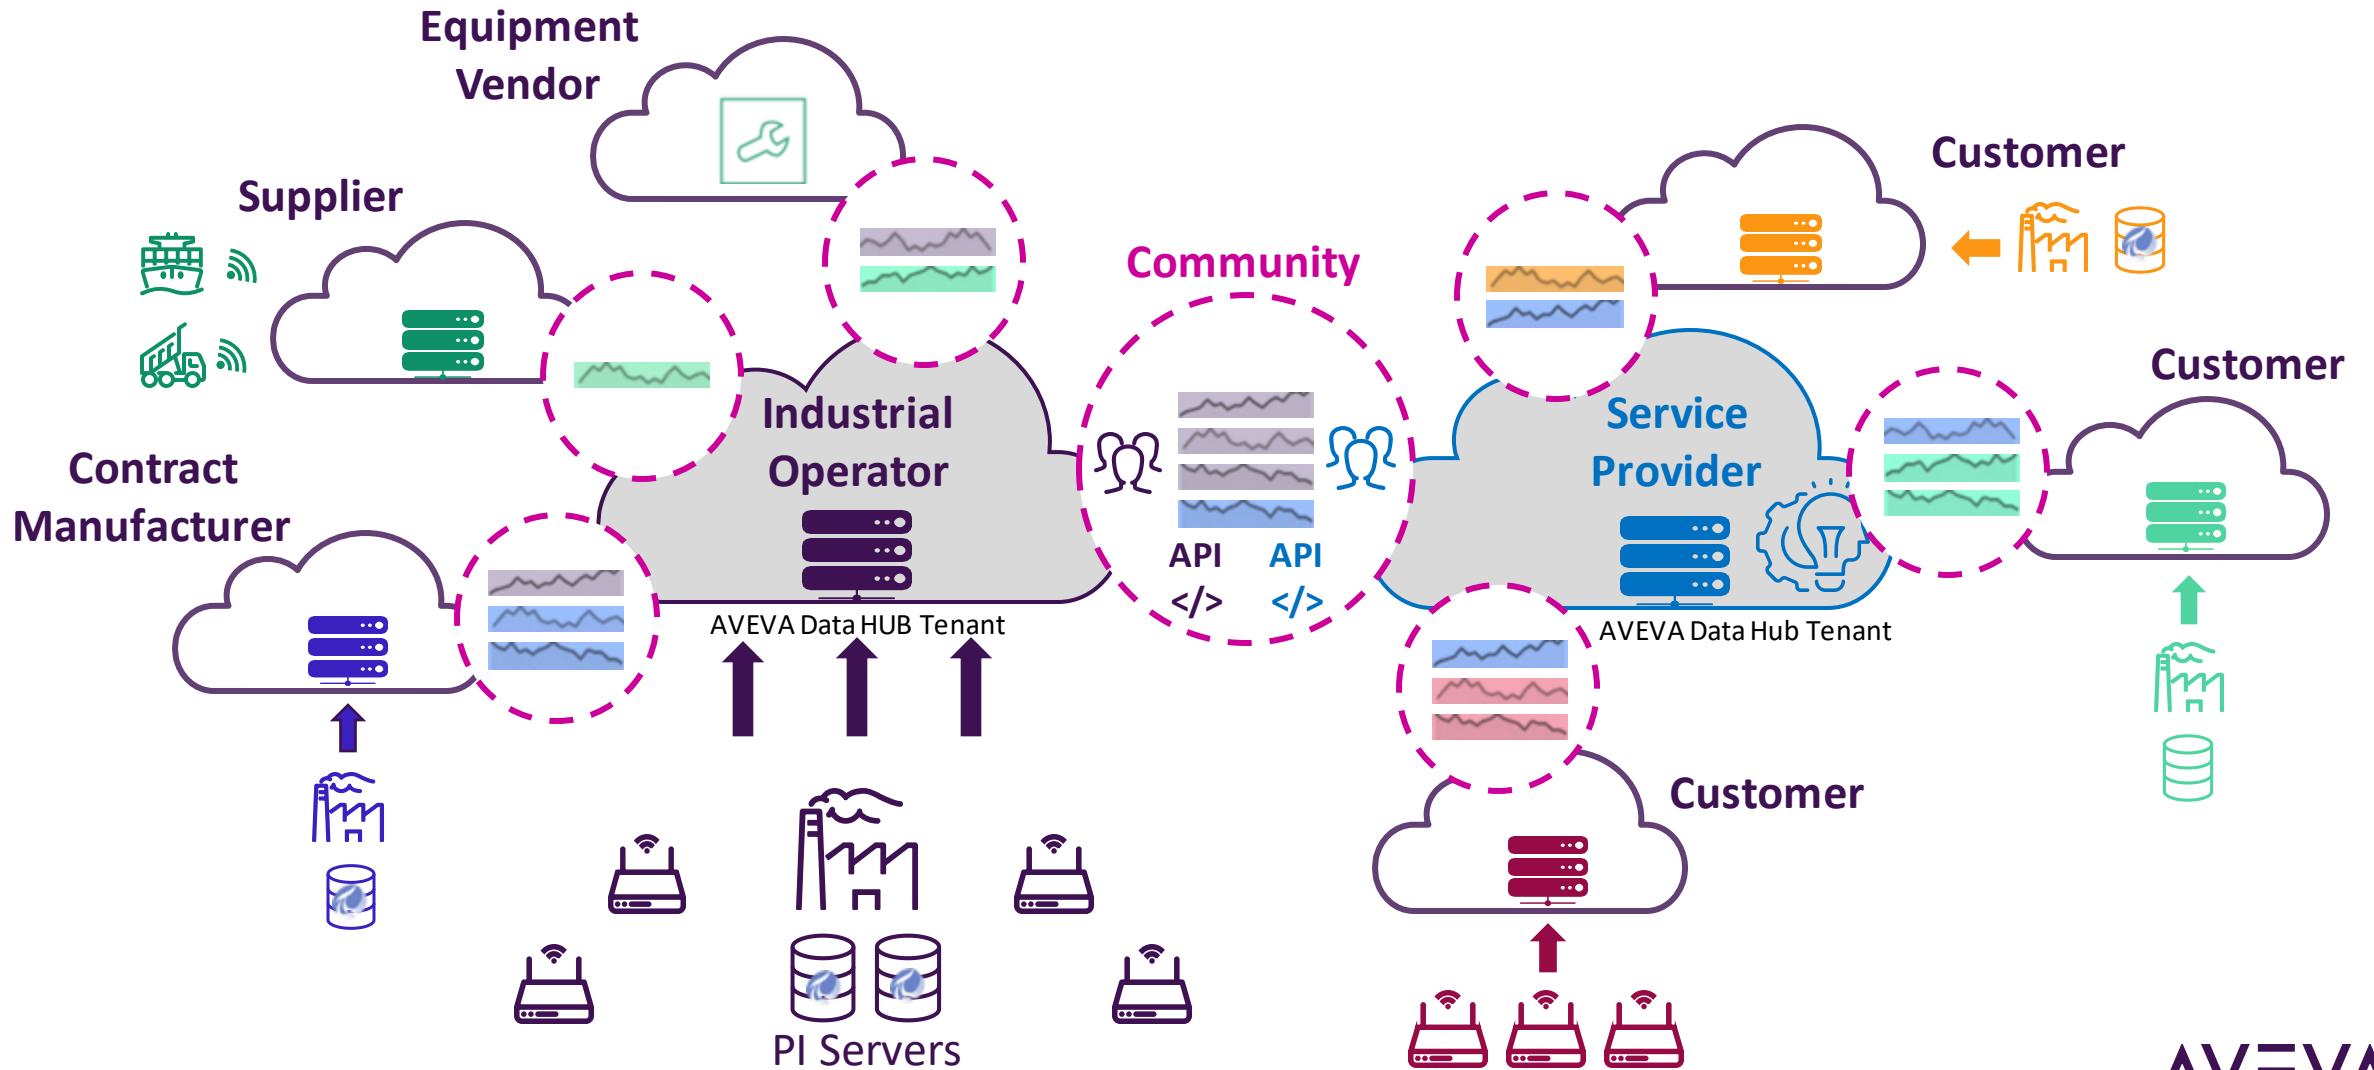 Equipment
Vendor
Supplier
Contract
Manufacturer
Industrial
Operator
AVEVA Data HUB Tenant
PI Servers
Community
API
API
</>
</>
Service
Provider
AVEVA Data Hub Tenant
Customer
Customer
Customer
AVEVA